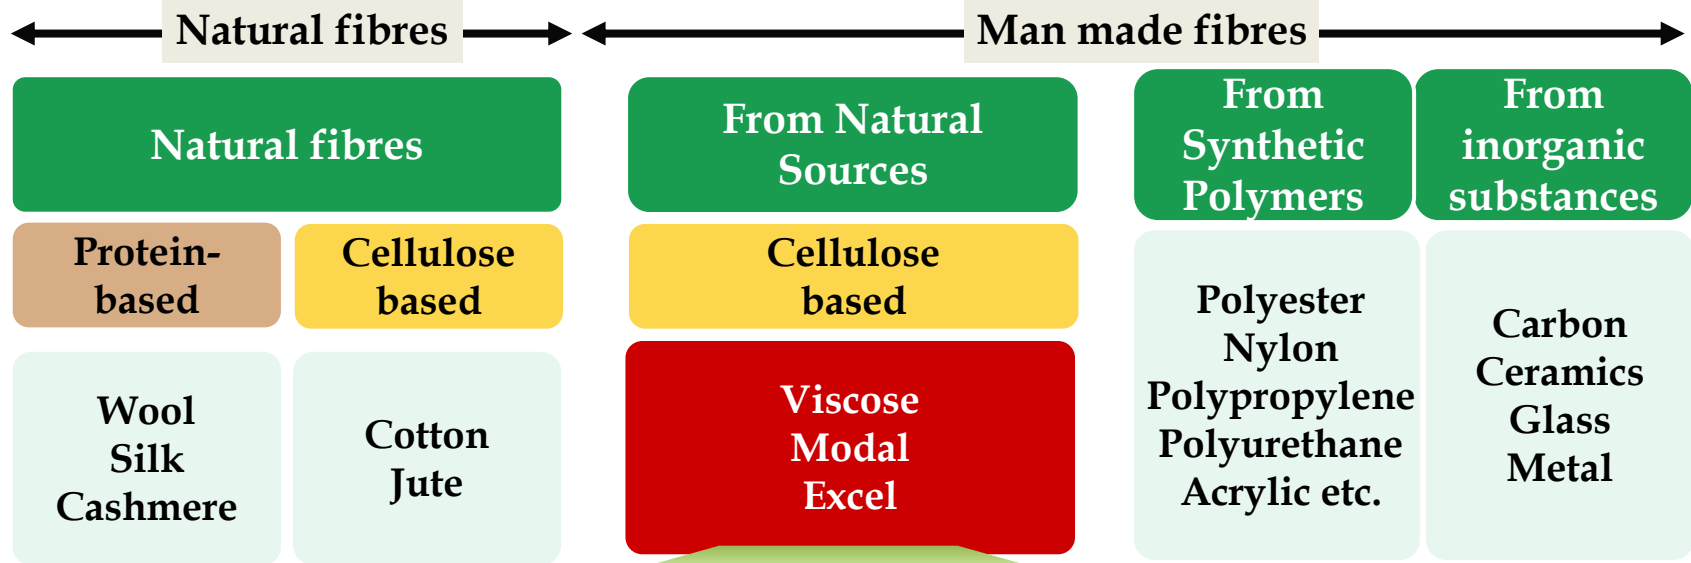 Natural fibres
Man made fibres
Natural fibres
From Natural
Sources
From
Synthetic
Polymers
From
inorganic
substances
Protein-
based
Cellulose
based
Cellulose
based
Wool
Silk
Cashmere
Cotton
Jute
Viscose
Modal
Excel
Polyester
Nylon
Polypropylene
Polyurethane
Acrylic etc.
Carbon
Ceramics
Glass
Metal